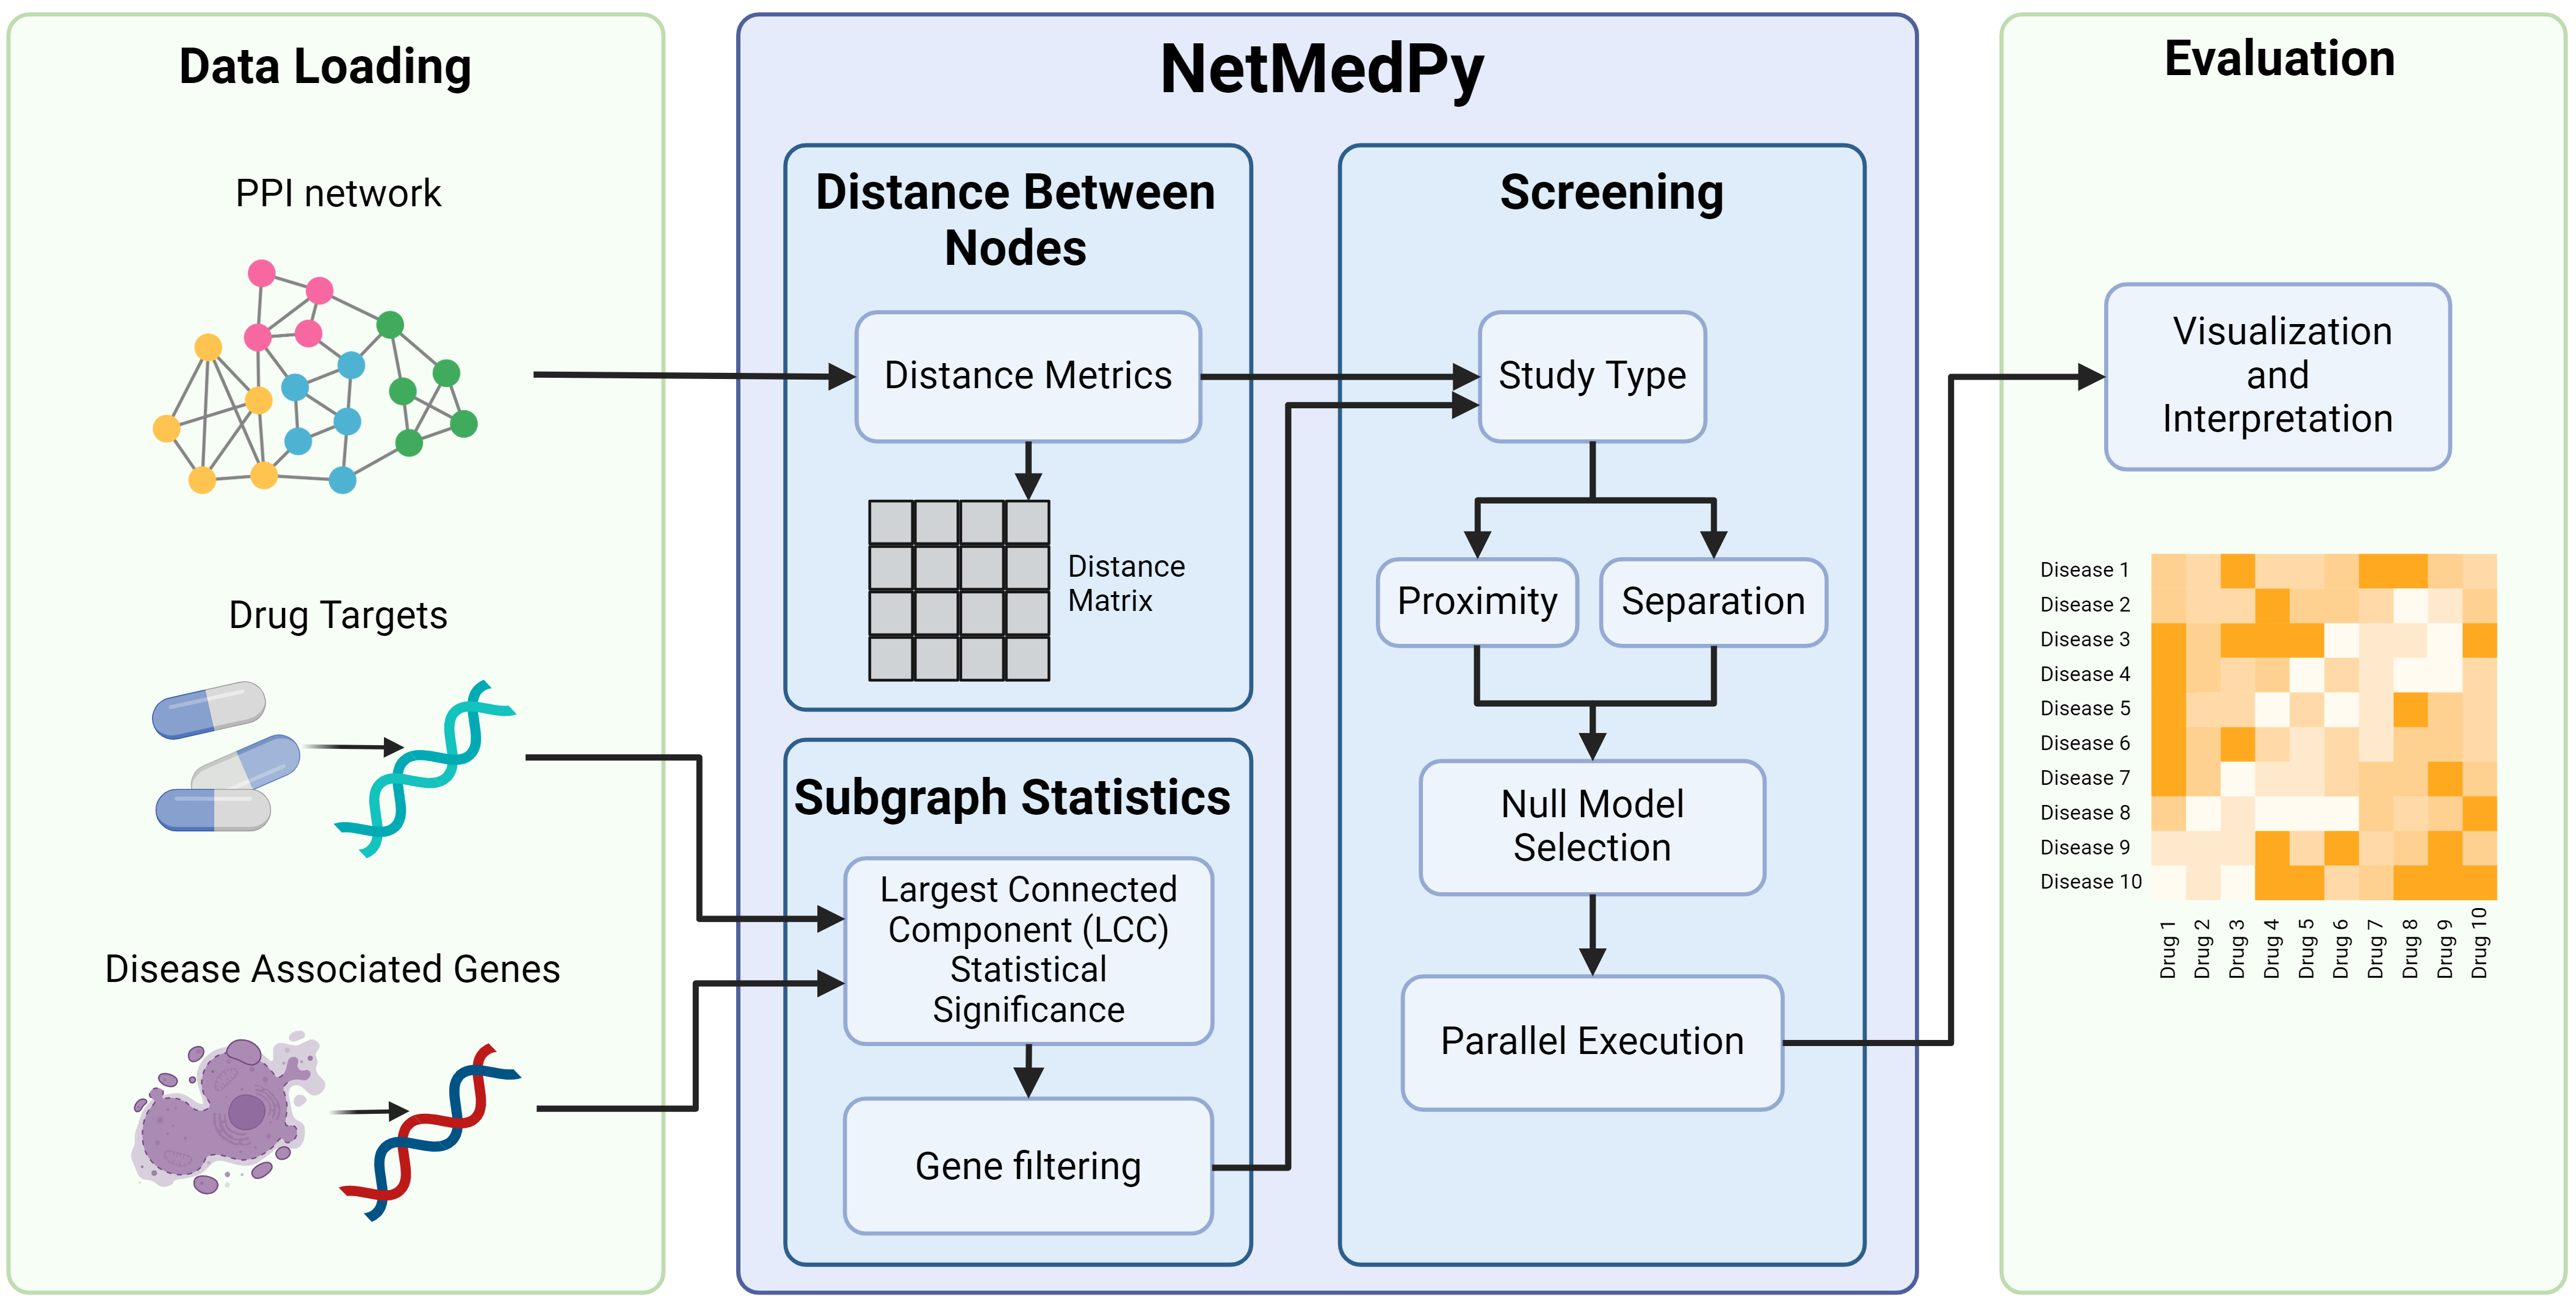 Data Loading
PPI network
Drug Targets
Disease Associated Genes
NetMedPy
Distance Between
Nodes
Distance Metrics
Distance
Matrix
Subgraph Statistics
Largest Connected
Component (LCC)
Statistical
Significance
Gene filtering
Screening
Study Type
Proximity
Separation
Null Model
Selection
Parallel Execution
Evaluation
Visualization
and
Interpretation
Disease 1
Disease 2
Disease 3
Disease 4
Disease 5
Disease 6
Disease 7
Disease 8
Disease 9
Disease 10
Drug 1
Drug 2
Drug 3
Drug 4
Drug 5
Drug 6
Drug 7
Drug 8
Drug 9
Drug 10